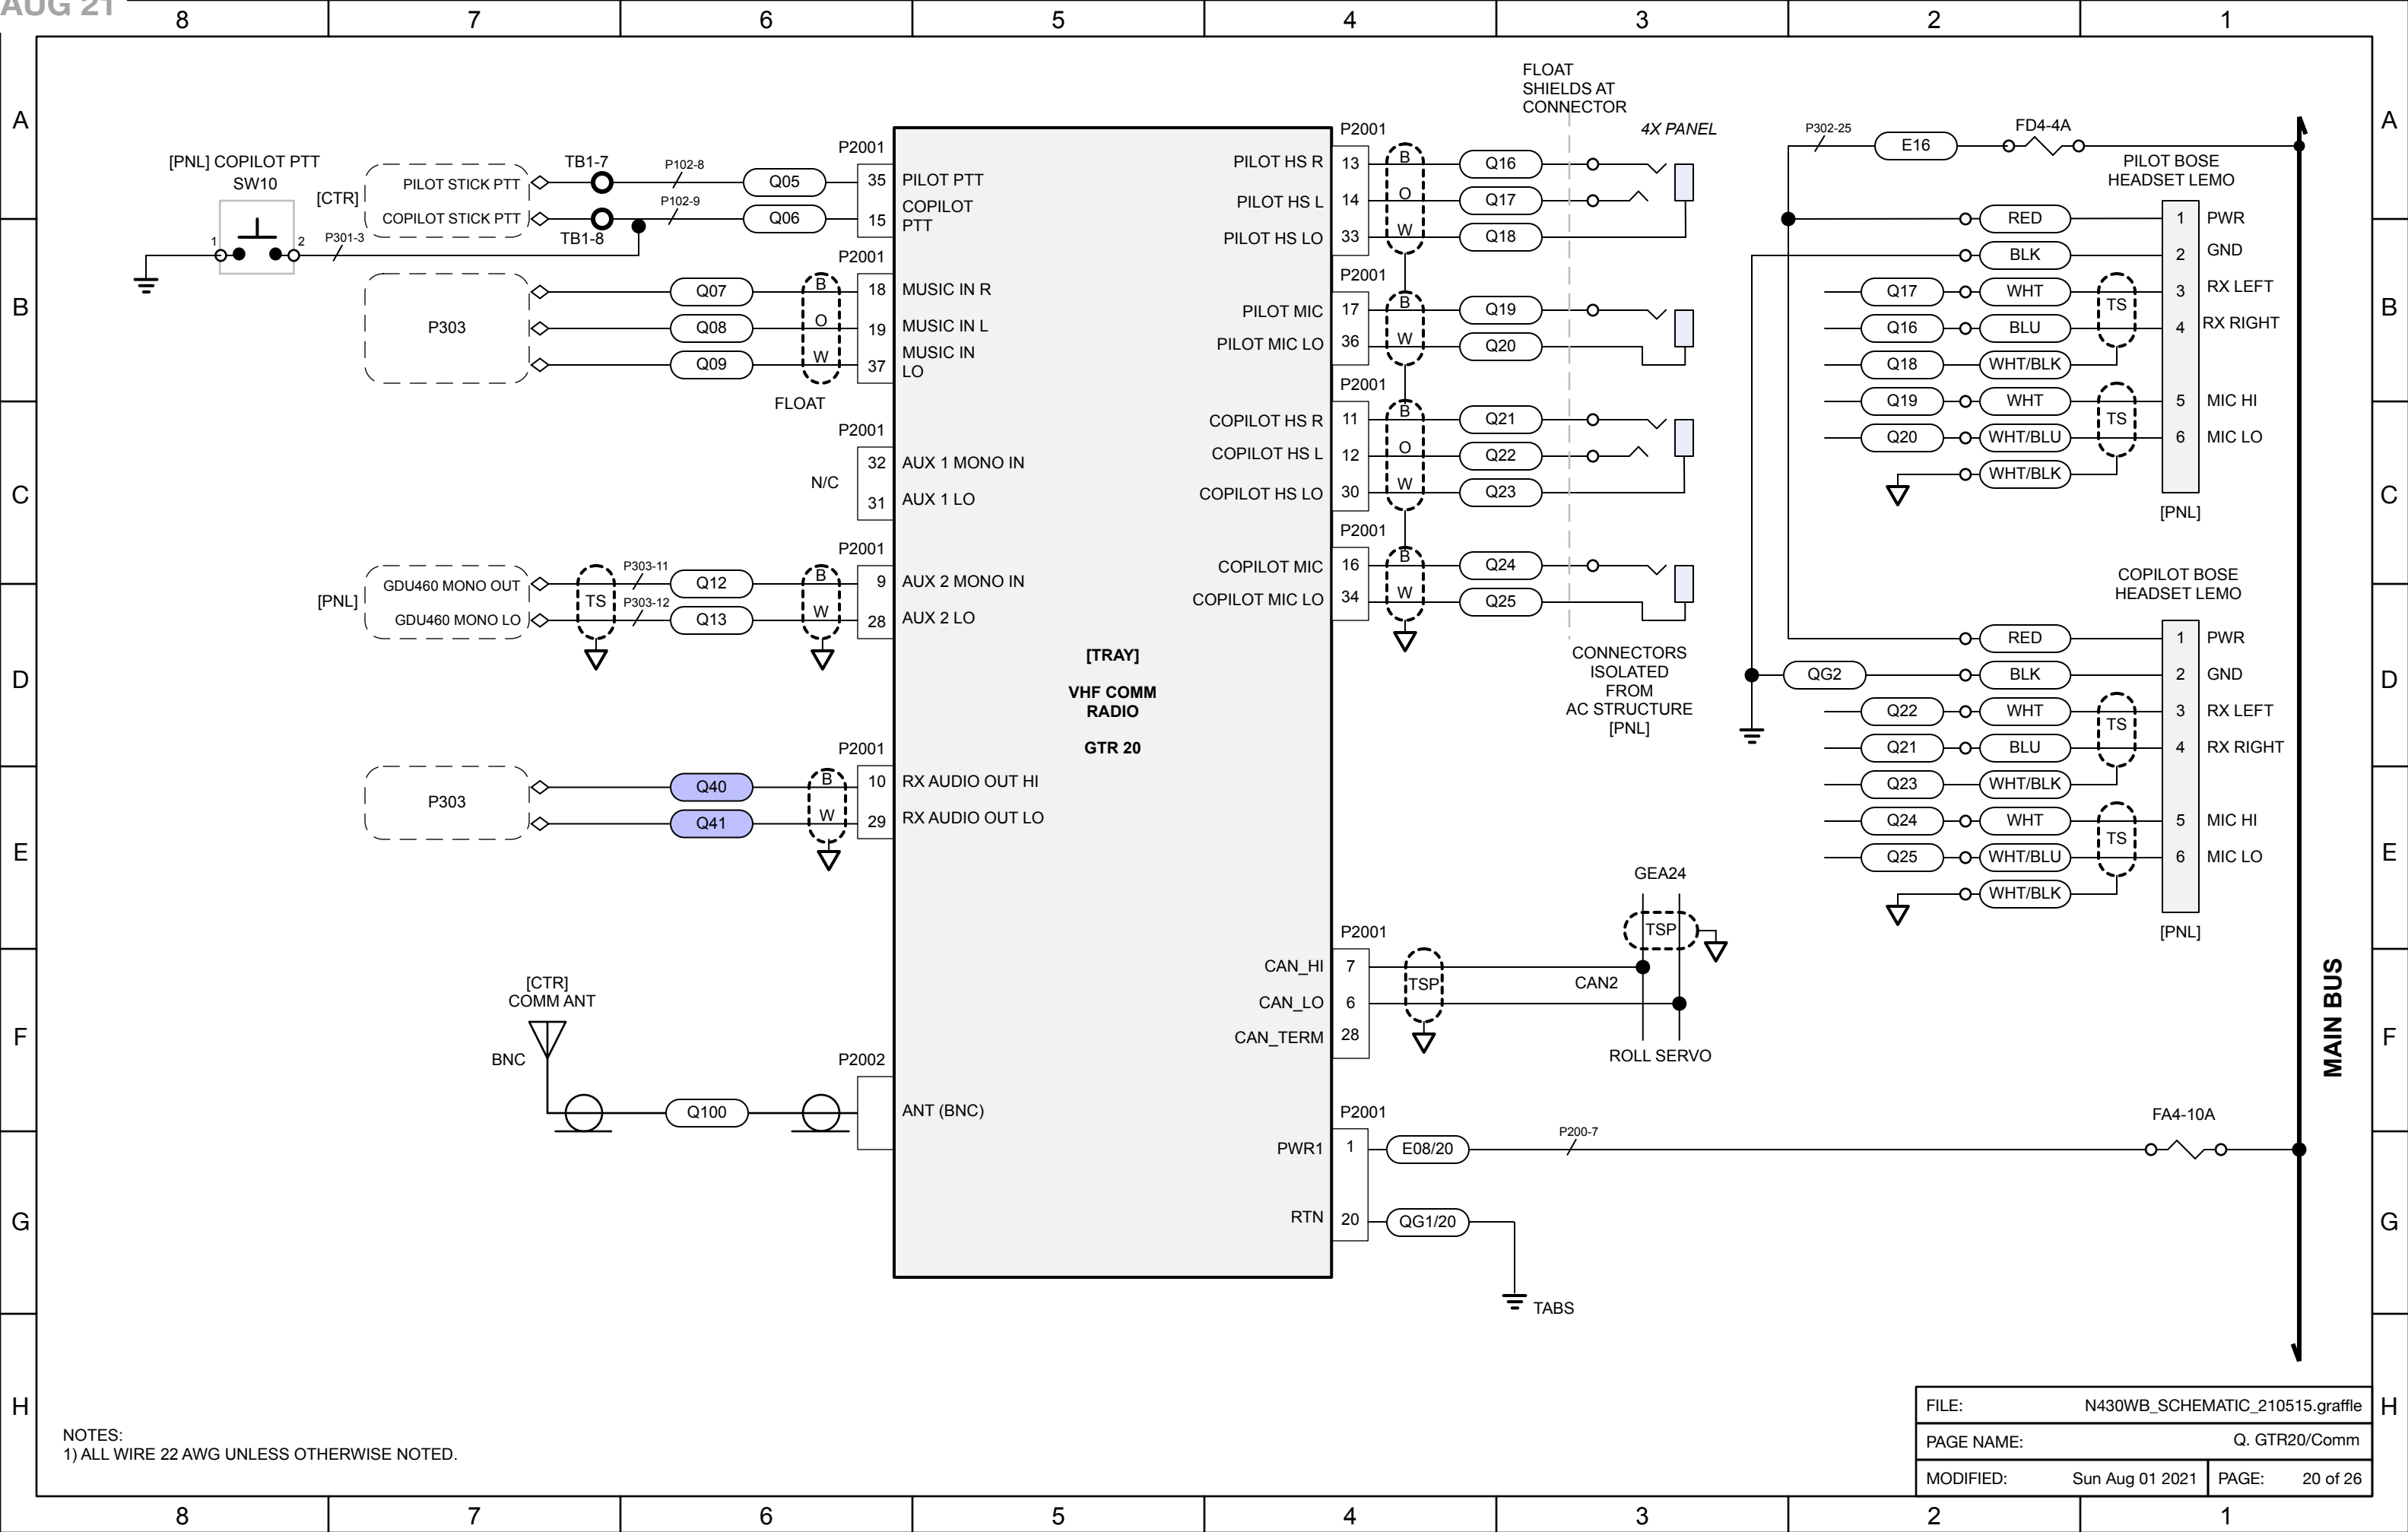 AUG 21
8 7 6 5 4 3 2 1
A
B
C
D
E
F
G
H
[PNL] COPILOT PTT
SW10
1
2
P301-3
[CTR]
PILOT STICK PTT
COPILOT STICK PTT
TB1-7
TB1-8
P102-8
P102-9
Q05
Q06
P2001
35 PILOT PTT
15 COPILOT
PTT
P303
Q07
Q08
Q09
B
O
W
FLOAT
P2001
18 MUSIC IN R
19 MUSIC IN L
37 MUSIC IN
LO
P2001
N/C
32 AUX 1 MONO IN
31 AUX 1 LO
[PNL]
GDU460 MONO OUT
GDU460 MONO LO
TS
P303-11
P303-12
Q12
Q13
B
W
P2001
9 AUX 2 MONO IN
28 AUX 2 LO
P303
Q40
Q41
B
W
P2001
10 RX AUDIO OUT HI
29 RX AUDIO OUT LO
[CTR]
COMM ANT
BNC
Q100
P2002
ANT (BNC)
[TRAY]
VHF COMM
RADIO
GTR 20
P2001
PILOT HS R 13 B Q16
PILOT HS L 14 O Q17
PILOT HS LO 33 W Q18
P2001
PILOT MIC 17 B Q19
PILOT MIC LO 36 W Q20
P2001
COPILOT HS R 11 B Q21
COPILOT HS L 12 O Q22
COPILOT HS LO 30 W Q23
P2001
COPILOT MIC 16 B Q24
COPILOT MIC LO 34 W Q25
FLOAT
SHIELDS AT
CONNECTOR
4X PANEL
CONNECTORS
ISOLATED
FROM
AC STRUCTURE
[PNL]
GEA24
TSP
P2001
CAN_HI 7
CAN_LO 6
CAN_TERM 28
TSP
CAN2
ROLL SERVO
P2001
PWR1 1 E08/20
P200-7
FA4-10A
RTN 20 QG1/20
TABS
P302-25
E16
FD4-4A
PILOT BOSE
HEADSET LEMO
RED 1 PWR
BLK 2 GND
Q17 WHT 3 RX LEFT
TS
Q16 BLU 4 RX RIGHT
Q18 WHT/BLK
Q19 WHT 5 MIC HI
TS
Q20 WHT/BLU 6 MIC LO
WHT/BLK
[PNL]
COPILOT BOSE
HEADSET LEMO
RED 1 PWR
QG2 BLK 2 GND
Q22 WHT 3 RX LEFT
TS
Q21 BLU 4 RX RIGHT
Q23 WHT/BLK
Q24 WHT 5 MIC HI
TS
Q25 WHT/BLU 6 MIC LO
WHT/BLK
[PNL]
MAIN BUS
A
B
C
D
E
F
G
H
NOTES:
1) ALL WIRE 22 AWG UNLESS OTHERWISE NOTED.
FILE: N430WB_SCHEMATIC_210515.graffle
PAGE NAME: Q. GTR20/Comm
MODIFIED: Sun Aug 01 2021 PAGE: 20 of 26
8 7 6 5 4 3 2 1